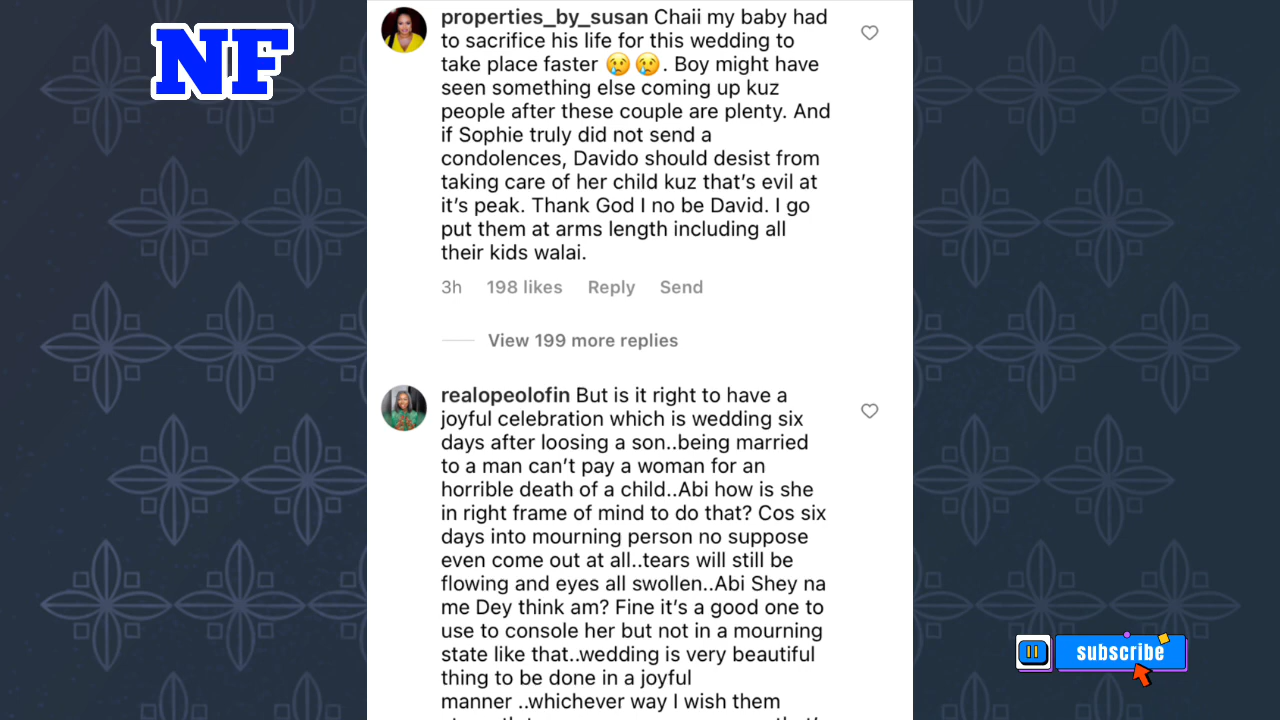 NF
properties_by_susan Chaii my baby had
to sacrifice his life for this wedding to
take place faster 😢😢. Boy might have
seen something else coming up kuz
people after these couple are plenty. And
if Sophie truly did not send a
condolences, Davido should desist from
taking care of her child kuz that’s evil at
it’s peak. Thank God I no be David. I go
put them at arms length including all
their kids walai.
3h 198 likes Reply Send
View 199 more replies
realopeolofin But is it right to have a
joyful celebration which is wedding six
days after loosing a son..being married
to a man can’t pay a woman for an
horrible death of a child..Abi how is she
in right frame of mind to do that? Cos six
days into mourning person no suppose
even come out at all..tears will still be
flowing and eyes all swollen..Abi Shey na
me Dey think am? Fine it’s a good one to
use to console her but not in a mourning
state like that..wedding is very beautiful
thing to be done in a joyful
manner ..whichever way I wish them
subscribe